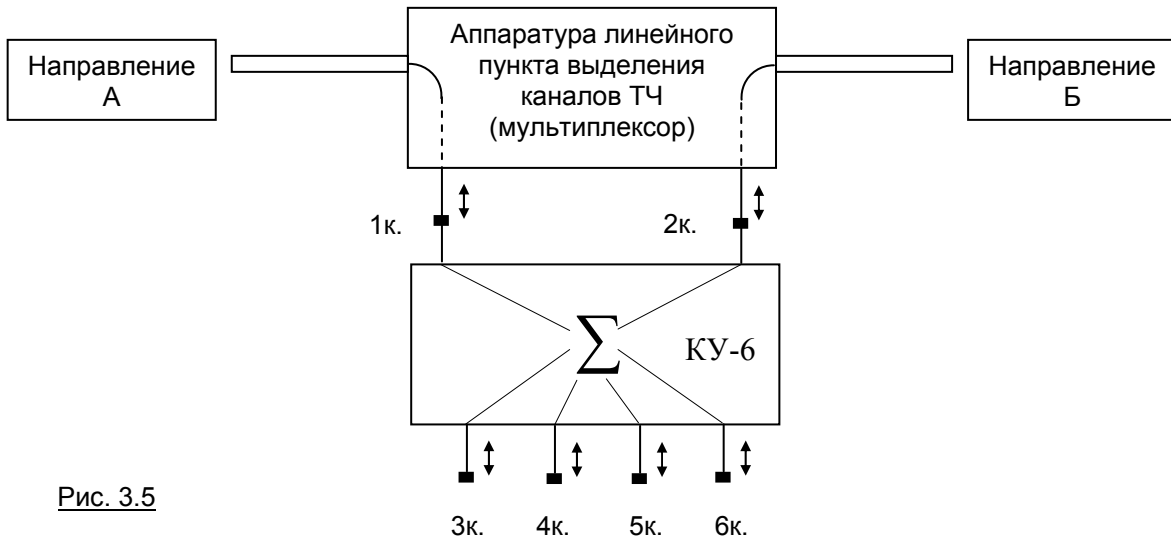 Направление
А
Аппаратура линейного
пункта выделения
каналов ТЧ
(мультиплексор)
Направление
Б
1к.
2к.
Σ
КУ-6
Рис. 3.5
3к.
4к.
5к.
6к.